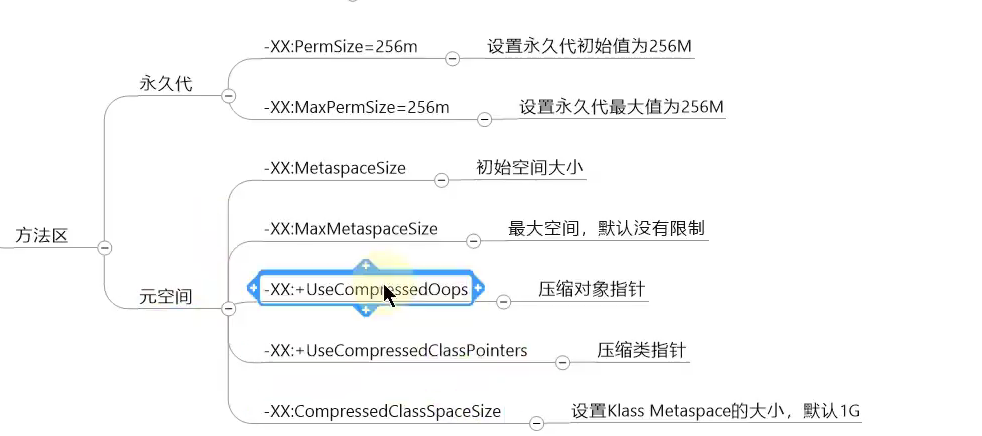 方法区
永久代
-XX:PermSize=256m
设置永久代初始值为256M
-XX:MaxPermSize=256m
设置永久代最大值为256M
元空间
-XX:MetaspaceSize
初始空间大小
-XX:MaxMetaspaceSize
最大空间，默认没有限制
-XX:+UseCompressedOops
压缩对象指针
-XX:+UseCompressedClassPointers
压缩类指针
-XX:CompressedClassSpaceSize
设置Klass Metaspace的大小，默认1G